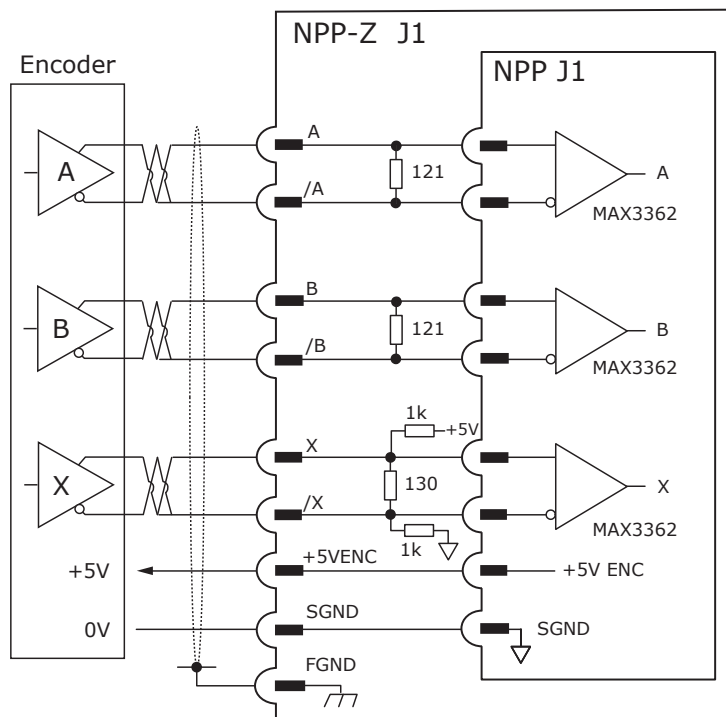 NPP-Z J1
Encoder
NPP J1
A
A
/A
121
A
MAX3362
B
B
/B
121
B
MAX3362
1k
+5V
X
X
/X
130
X
MAX3362
1k
+5V
+5VENC
+5V ENC
0V
SGND
SGND
FGND